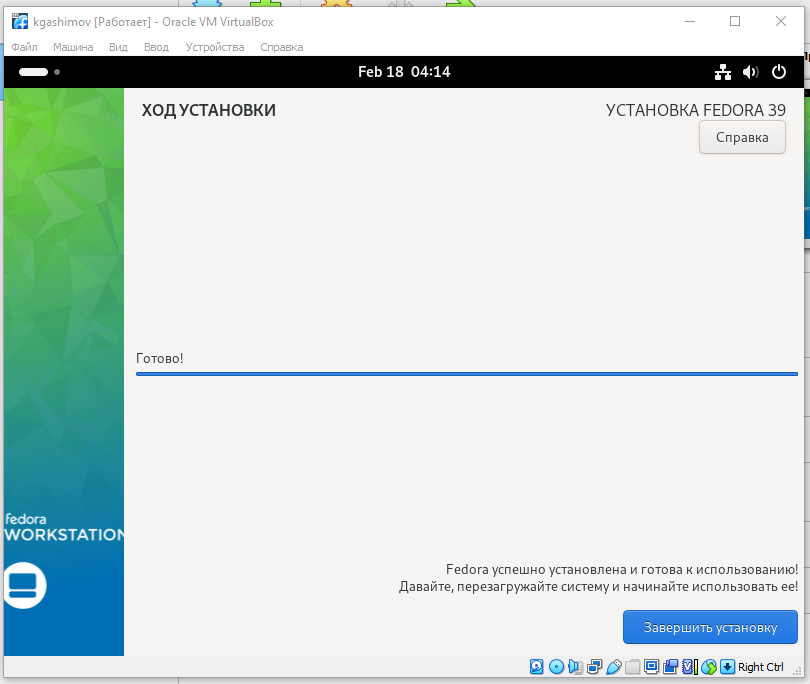 kgashimov [Работает] - Oracle VM VirtualBox
Файл Машина Вид Ввод Устройства Справка
Feb 18 04:14
ХОД УСТАНОВКИ
УСТАНОВКА FEDORA 39
Справка
Готово!
fedora
WORKSTATION
Fedora успешно установлена и готова к использованию!
Давайте, перезагружайте систему и начинайте использовать ее!
Завершить установку
Right Ctrl